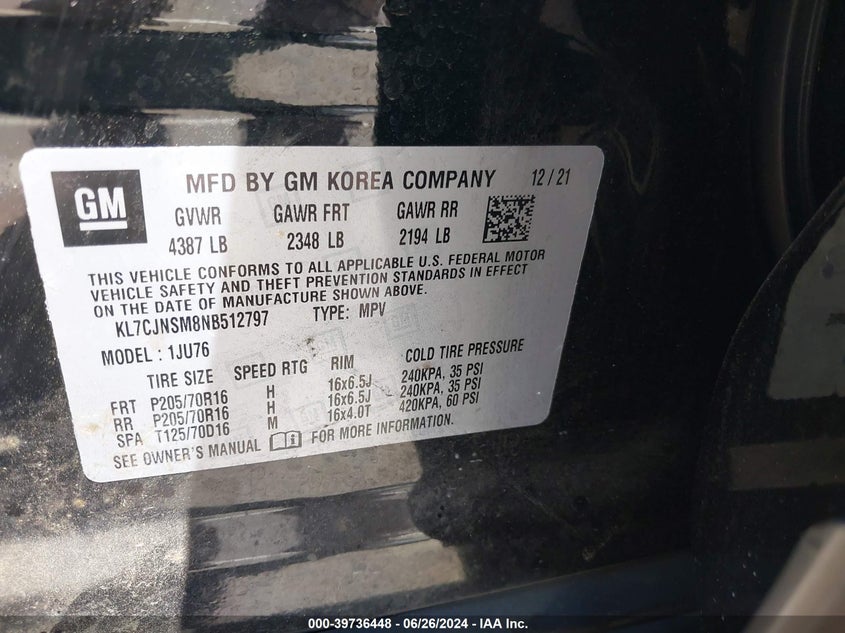 GM
MFD BY GM KOREA COMPANY 12 / 21
GVWR GAWR FRT GAWR RR
4387 LB 2348 LB 2194 LB
THIS VEHICLE CONFORMS TO ALL APPLICABLE U.S. FEDERAL MOTOR
VEHICLE SAFETY AND THEFT PREVENTION STANDARDS IN EFFECT
ON THE DATE OF MANUFACTURE SHOWN ABOVE.
KL7CJNSM8NB512797 TYPE: MPV
MODEL : 1JU76
TIRE SIZE SPEED RTG RIM COLD TIRE PRESSURE
FRT P205/70R16 H 16x6.5J 240KPA, 35 PSI
RR P205/70R16 H 16x6.5J 240KPA, 35 PSI
SPA T125/70D16 M 16x4.0T 420KPA, 60 PSI
SEE OWNER'S MANUAL FOR MORE INFORMATION.
000-39736448 - 06/26/2024 - IAA Inc.